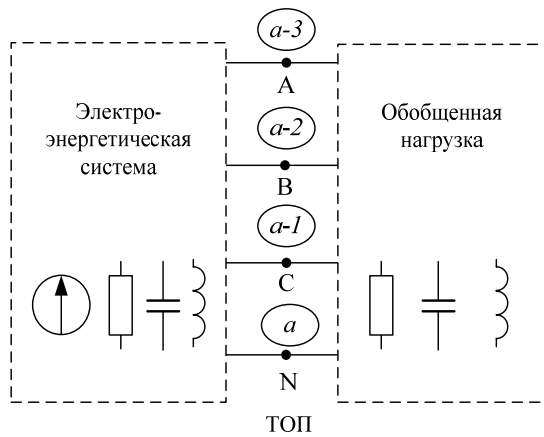 a-3
A
Электро-
энергетическая
система
Обобщенная
нагрузка
a-2
B
a-1
C
a
N
ТОП